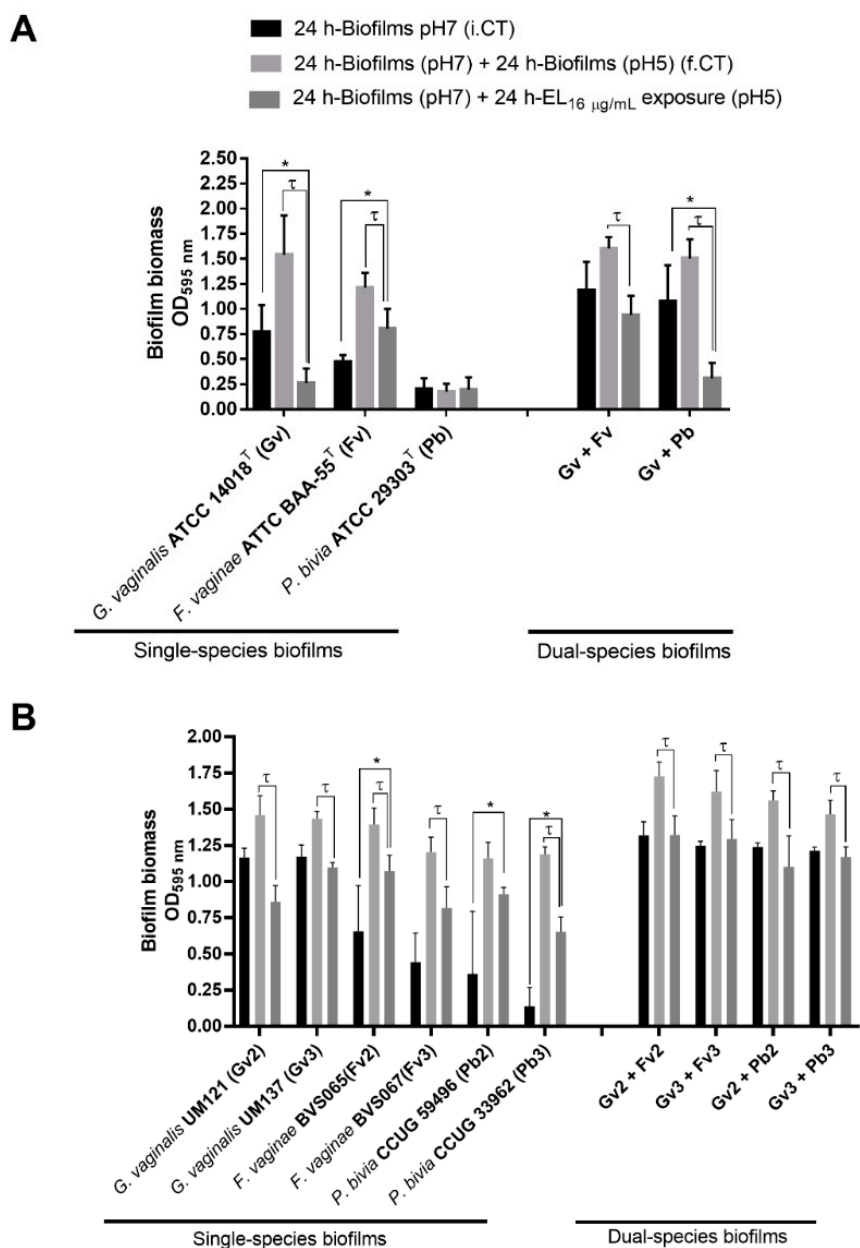 A
24 h-Biofilms pH7 (i.CT)
24 h-Biofilms (pH7) + 24 h-Biofilms (pH5) (f.CT)
24 h-Biofilms (pH7) + 24 h-EL16 μg/mL exposure (pH5)
Biofilm biomass
OD595 nm
2.50
2.25
2.00
1.75
1.50
1.25
1.00
0.75
0.50
0.25
0.00
* τ
* τ
τ
* τ
G. vaginalis ATCC 14018T (Gv)
F. vaginae ATTC BAA-55T (Fv)
P. bivia ATCC 29303T (Pb)
Gv + Fv
Gv + Pb
Single-species biofilms
Dual-species biofilms
B
Biofilm biomass
OD595 nm
2.00
1.75
1.50
1.25
1.00
0.75
0.50
0.25
0.00
τ
τ
* τ
τ
*
* τ
τ
τ
τ
τ
G. vaginalis UM121 (Gv2)
G. vaginalis UM137 (Gv3)
F. vaginae BVS065(Fv2)
F. vaginae BVS067(Fv3)
P. bivia CCUG 59496 (Pb2)
P. bivia CCUG 33962 (Pb3)
Gv2 + Fv2
Gv3 + Fv3
Gv2 + Pb2
Gv3 + Pb3
Single-species biofilms
Dual-species biofilms